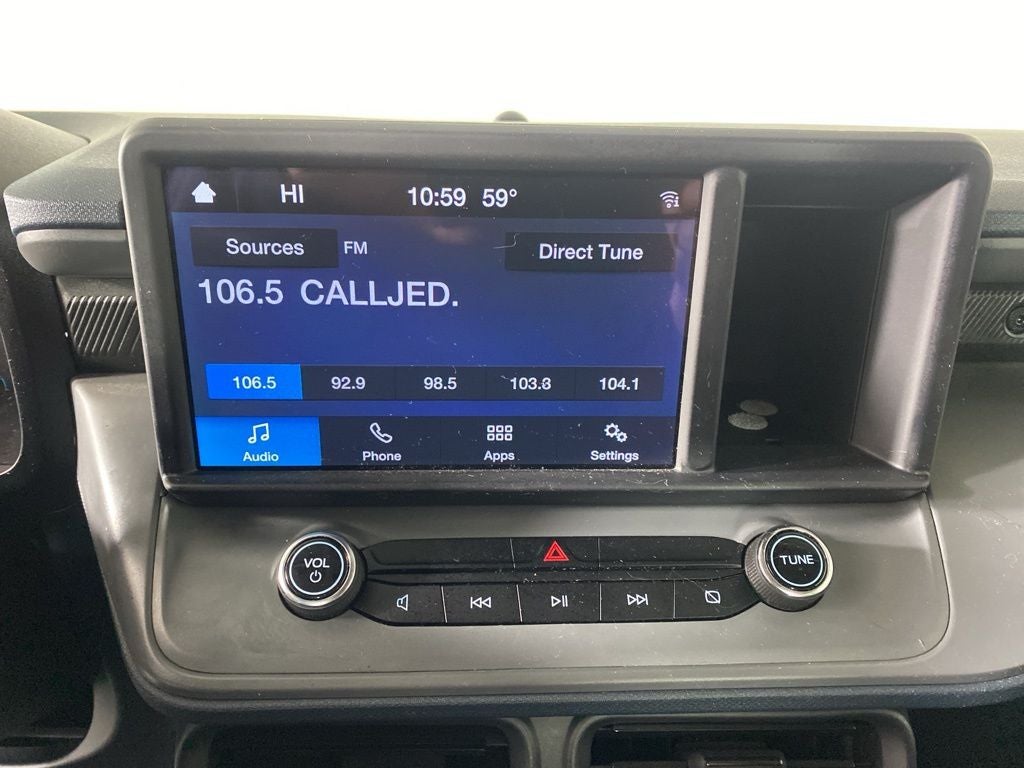 HI 10:59 59°
Sources FM Direct Tune
106.5 CALLJED.
106.5 92.9 98.5 103.3 104.1
Audio Phone Apps Settings
VOL TUNE